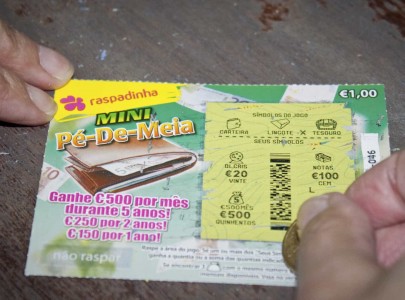 raspadinha
€1,00
MINI
Pé-De-Meia
Ganhe €500 por mês
durante 5 anos!
€250 por 2 anos!
€150 por 1 ano!
não raspar
SÍMBOLOS DO JOGO
CARTEIRA LINGOTE TESOURO
SEUS SÍMBOLOS
€20
VINTE
NOTAS
€100
CEM
€500/MÊS
€500
QUINHENTOS
L
-046